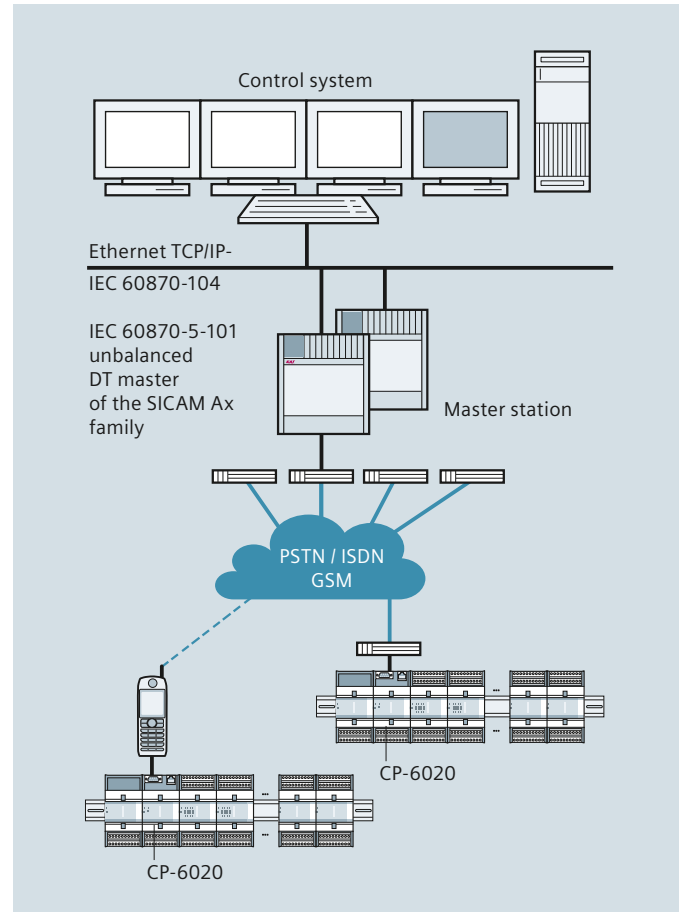 Control system
Ethernet TCP/IP-
IEC 60870-104
IEC 60870-5-101
unbalanced
DT master
of the SICAM Ax
family
Master station
PSTN / ISDN
GSM
CP-6020
CP-6020